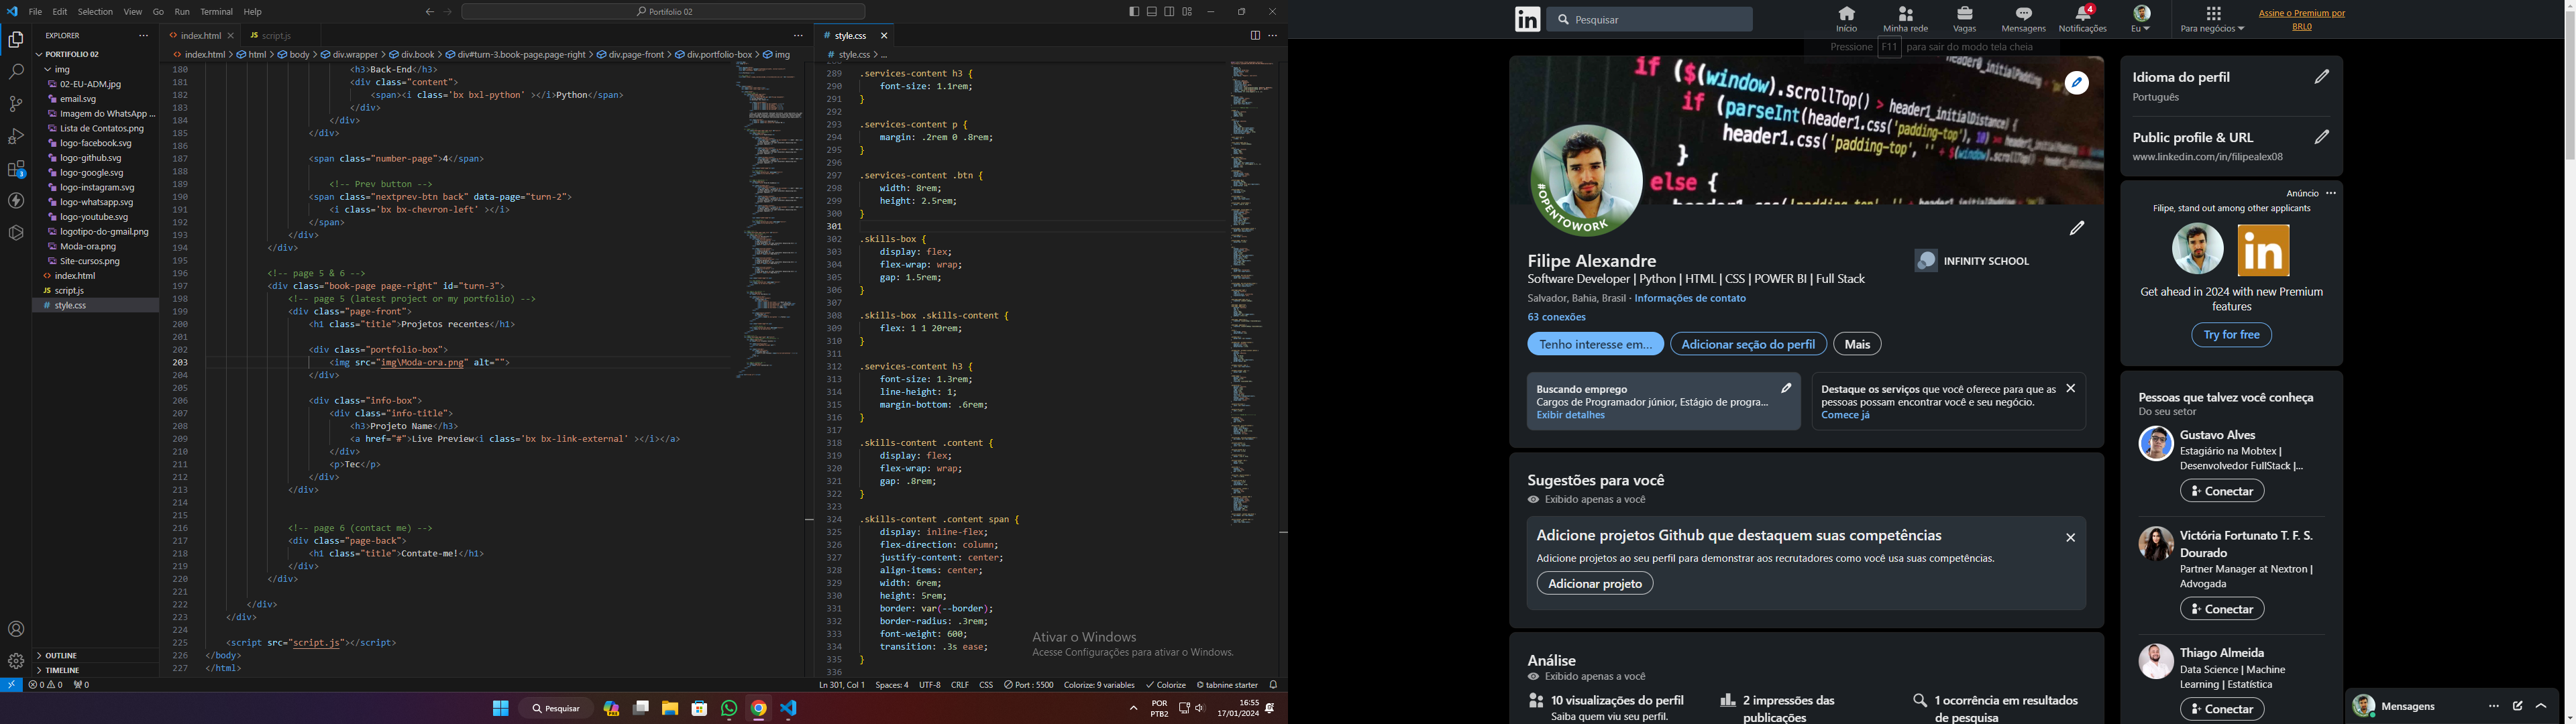 File Edit Selection View Go Run Terminal Help
Portifolio 02
EXPLORER
PORTIFOLIO 02
img
02-EU-ADM.jpg
email.svg
Imagem do WhatsApp ...
Lista de Contatos.png
logo-facebook.svg
logo-github.svg
logo-google.svg
logo-instagram.svg
logo-whatsapp.svg
logo-youtube.svg
logotipo-do-gmail.png
Moda-ora.png
Site-cursos.png
index.html
script.js
style.css
OUTLINE
TIMELINE
index.html script.js
index.html > html > body > div.wrapper > div.book > div#turn-3.book-page.page-right > div.page-front > div.portfolio-box > img
180 <h3>Back-End</h3>
181 <div class="content">
182 <span><i class='bx bxl-python' ></i>Python</span>
183 </div>
184 </div>
185 </div>
186
187 <span class="number-page">4</span>
188
189 <!-- Prev button -->
190 <span class="nextprev-btn back" data-page="turn-2">
191 <i class='bx bx-chevron-left' ></i>
192 </span>
193 </div>
194 </div>
195
196 <!-- page 5 & 6 -->
197 <div class="book-page page-right" id="turn-3">
198 <!-- page 5 (latest project or my portfolio) -->
199 <div class="page-front">
200 <h1 class="title">Projetos recentes</h1>
201
202 <div class="portfolio-box">
203 <img src="img\Moda-ora.png" alt="">
204 </div>
205
206 <div class="info-box">
207 <div class="info-title">
208 <h3>Projeto Name</h3>
209 <a href="#">Live Preview<i class='bx bx-link-external' ></i></a>
210 </div>
211 <p>Tec</p>
212 </div>
213 </div>
214
215
216 <!-- page 6 (contact me) -->
217 <div class="page-back">
218 <h1 class="title">Contate-me!</h1>
219 </div>
220 </div>
221
222 </div>
223 </div>
224
225 <script src="script.js"></script>
226 </body>
227 </html>
style.css
style.css > ...
289 .services-content h3 {
290 font-size: 1.1rem;
291 }
292
293 .services-content p {
294 margin: .2rem 0 .8rem;
295 }
296
297 .services-content .btn {
298 width: 8rem;
299 height: 2.5rem;
300 }
301
302 .skills-box {
303 display: flex;
304 flex-wrap: wrap;
305 gap: 1.5rem;
306 }
307
308 .skills-box .skills-content {
309 flex: 1 1 20rem;
310 }
311
312 .services-content h3 {
313 font-size: 1.3rem;
314 line-height: 1;
315 margin-bottom: .6rem;
316 }
317
318 .skills-content .content {
319 display: flex;
320 flex-wrap: wrap;
321 gap: .8rem;
322 }
323
324 .skills-content .content span {
325 display: inline-flex;
326 flex-direction: column;
327 justify-content: center;
328 align-items: center;
329 width: 6rem;
330 height: 5rem;
331 border: var(--border);
332 border-radius: .3rem;
333 font-weight: 600;
334 transition: .3s ease;
335 }
336
Ativar o Windows
Acesse Configurações para ativar o Windows.
0 0 0 Ln 301, Col 1 Spaces: 4 UTF-8 CRLF CSS Port : 5500 Colorize: 9 variables Colorize tabnine starter
Pesquisar
POR
PTB2
16:55
17/01/2024
in Pesquisar
Início Minha rede Vagas Mensagens 4 Notificações Eu Para negócios
Assine o Premium por
BRL0
Pressione F11 para sair do modo tela cheia
if ($(window).scrollTop() > header1_initialDistance) {
if (parseInt(header1.css('padding-top'), 10) >= header1_initialPadding
header1.css('padding-top', '' + $(window).scrollTop() - header1_initialDistance
}
else {
#OPENTOWORK
Filipe Alexandre
Software Developer | Python | HTML | CSS | POWER BI | Full Stack
Salvador, Bahia, Brasil · Informações de contato
63 conexões
INFINITY SCHOOL
Tenho interesse em... Adicionar seção do perfil Mais
Buscando emprego
Cargos de Programador júnior, Estágio de progra...
Exibir detalhes
Destaque os serviços que você oferece para que as
pessoas possam encontrar você e seu negócio.
Comece já
Sugestões para você
Exibido apenas a você
Adicione projetos Github que destaquem suas competências
Adicione projetos ao seu perfil para demonstrar aos recrutadores como você usa suas competências.
Adicionar projeto
Análise
Exibido apenas a você
10 visualizações do perfil
Saiba quem viu seu perfil.
2 impressões das
publicações
1 ocorrência em resultados
de pesquisa
Idioma do perfil
Português
Public profile & URL
www.linkedin.com/in/filipealex08
Anúncio
Filipe, stand out among other applicants
in
Get ahead in 2024 with new Premium
features
Try for free
Pessoas que talvez você conheça
Do seu setor
Gustavo Alves
Estagiário na Mobtex |
Desenvolvedor FullStack |...
Conectar
Victória Fortunato T. F. S.
Dourado
Partner Manager at Nextron |
Advogada
Conectar
Thiago Almeida
Data Science | Machine
Learning | Estatística
Conectar
Mensagens